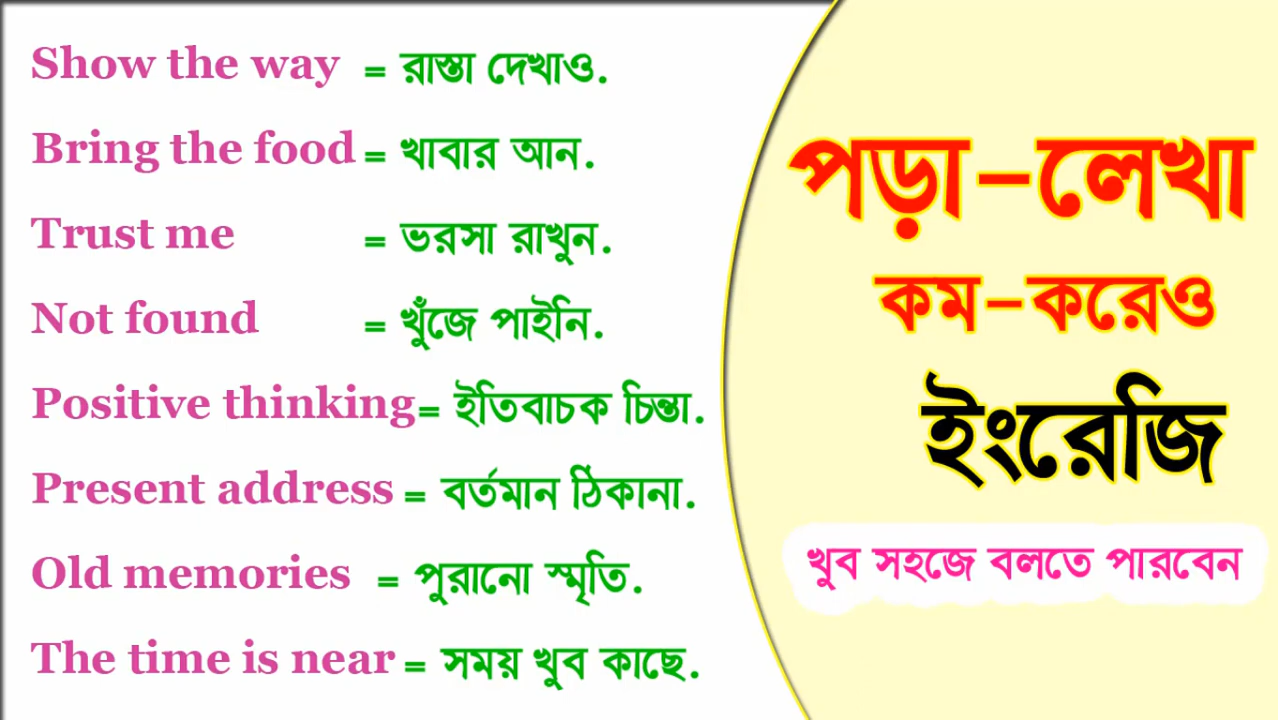 Show the way = রাস্তা দেখাও.
Bring the food = খাবার আন.
Trust me = ভরসা রাখুন.
Not found = খুঁজে পাইনি.
Positive thinking = ইতিবাচক চিন্তা.
Present address = বর্তমান ঠিকানা.
Old memories = পুরানো স্মৃতি.
The time is near = সময় খুব কাছে.
পড়া-লেখা
কম-করেও
ইংরেজি
খুব সহজে বলতে পারবেন